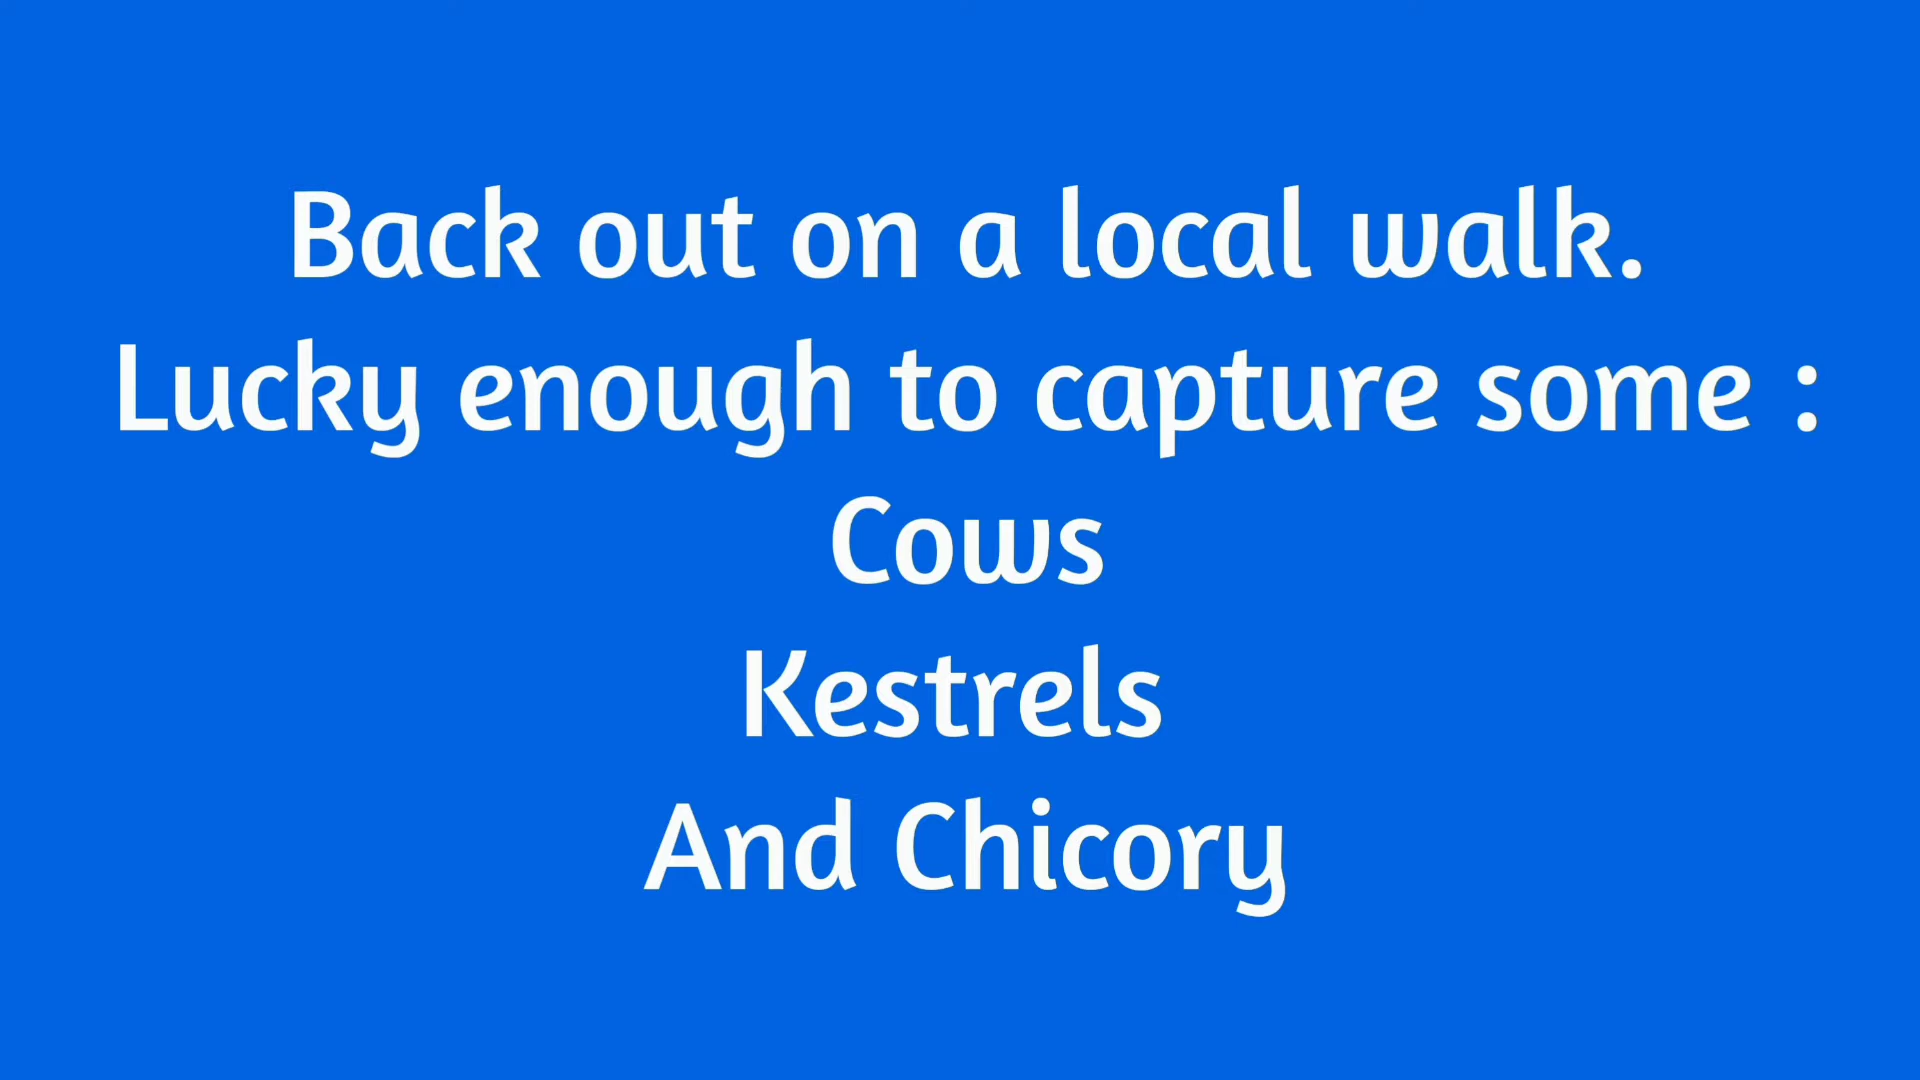 Back out on a local walk.
Lucky enough to capture some :
Cows
Kestrels
And Chicory